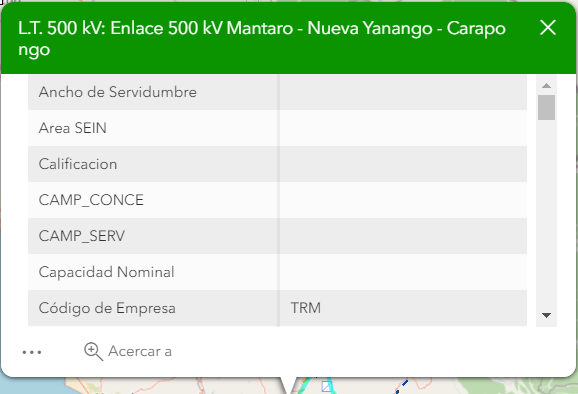 L.T. 500 kV: Enlace 500 kV Mantaro - Nueva Yanango - Carapo
ngo
Ancho de Servidumbre
Area SEIN
Calificacion
CAMP_CONCE
CAMP_SERV
Capacidad Nominal
Código de Empresa TRM
Acercar a